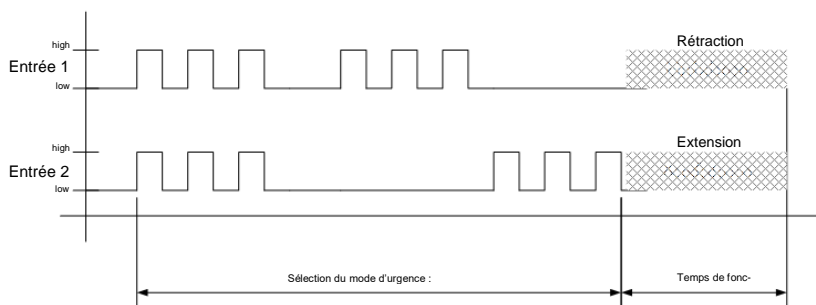 Rétraction
high
Entrée 1
low
Extension
high
Entrée 2
low
Sélection du mode d'urgence :
Temps de fonc-